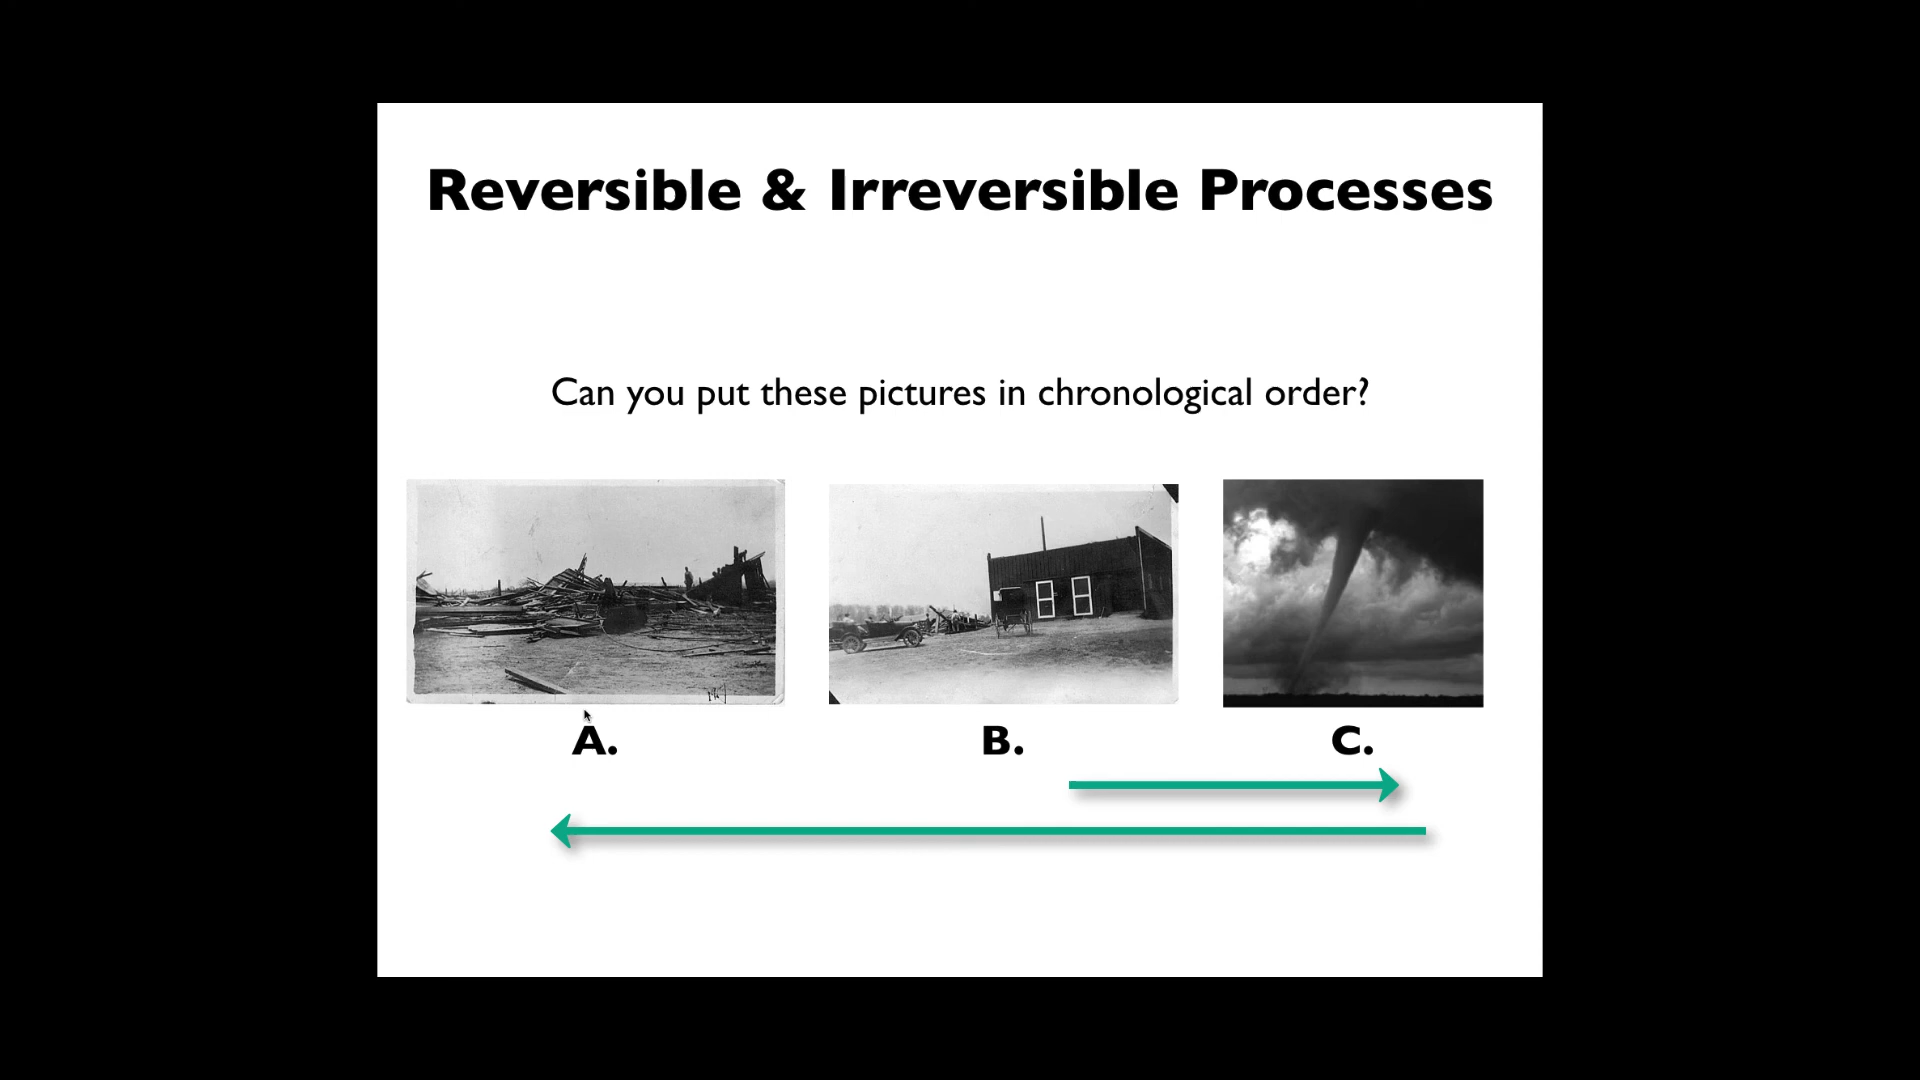 Reversible & Irreversible Processes
Can you put these pictures in chronological order?
A.
B.
C.